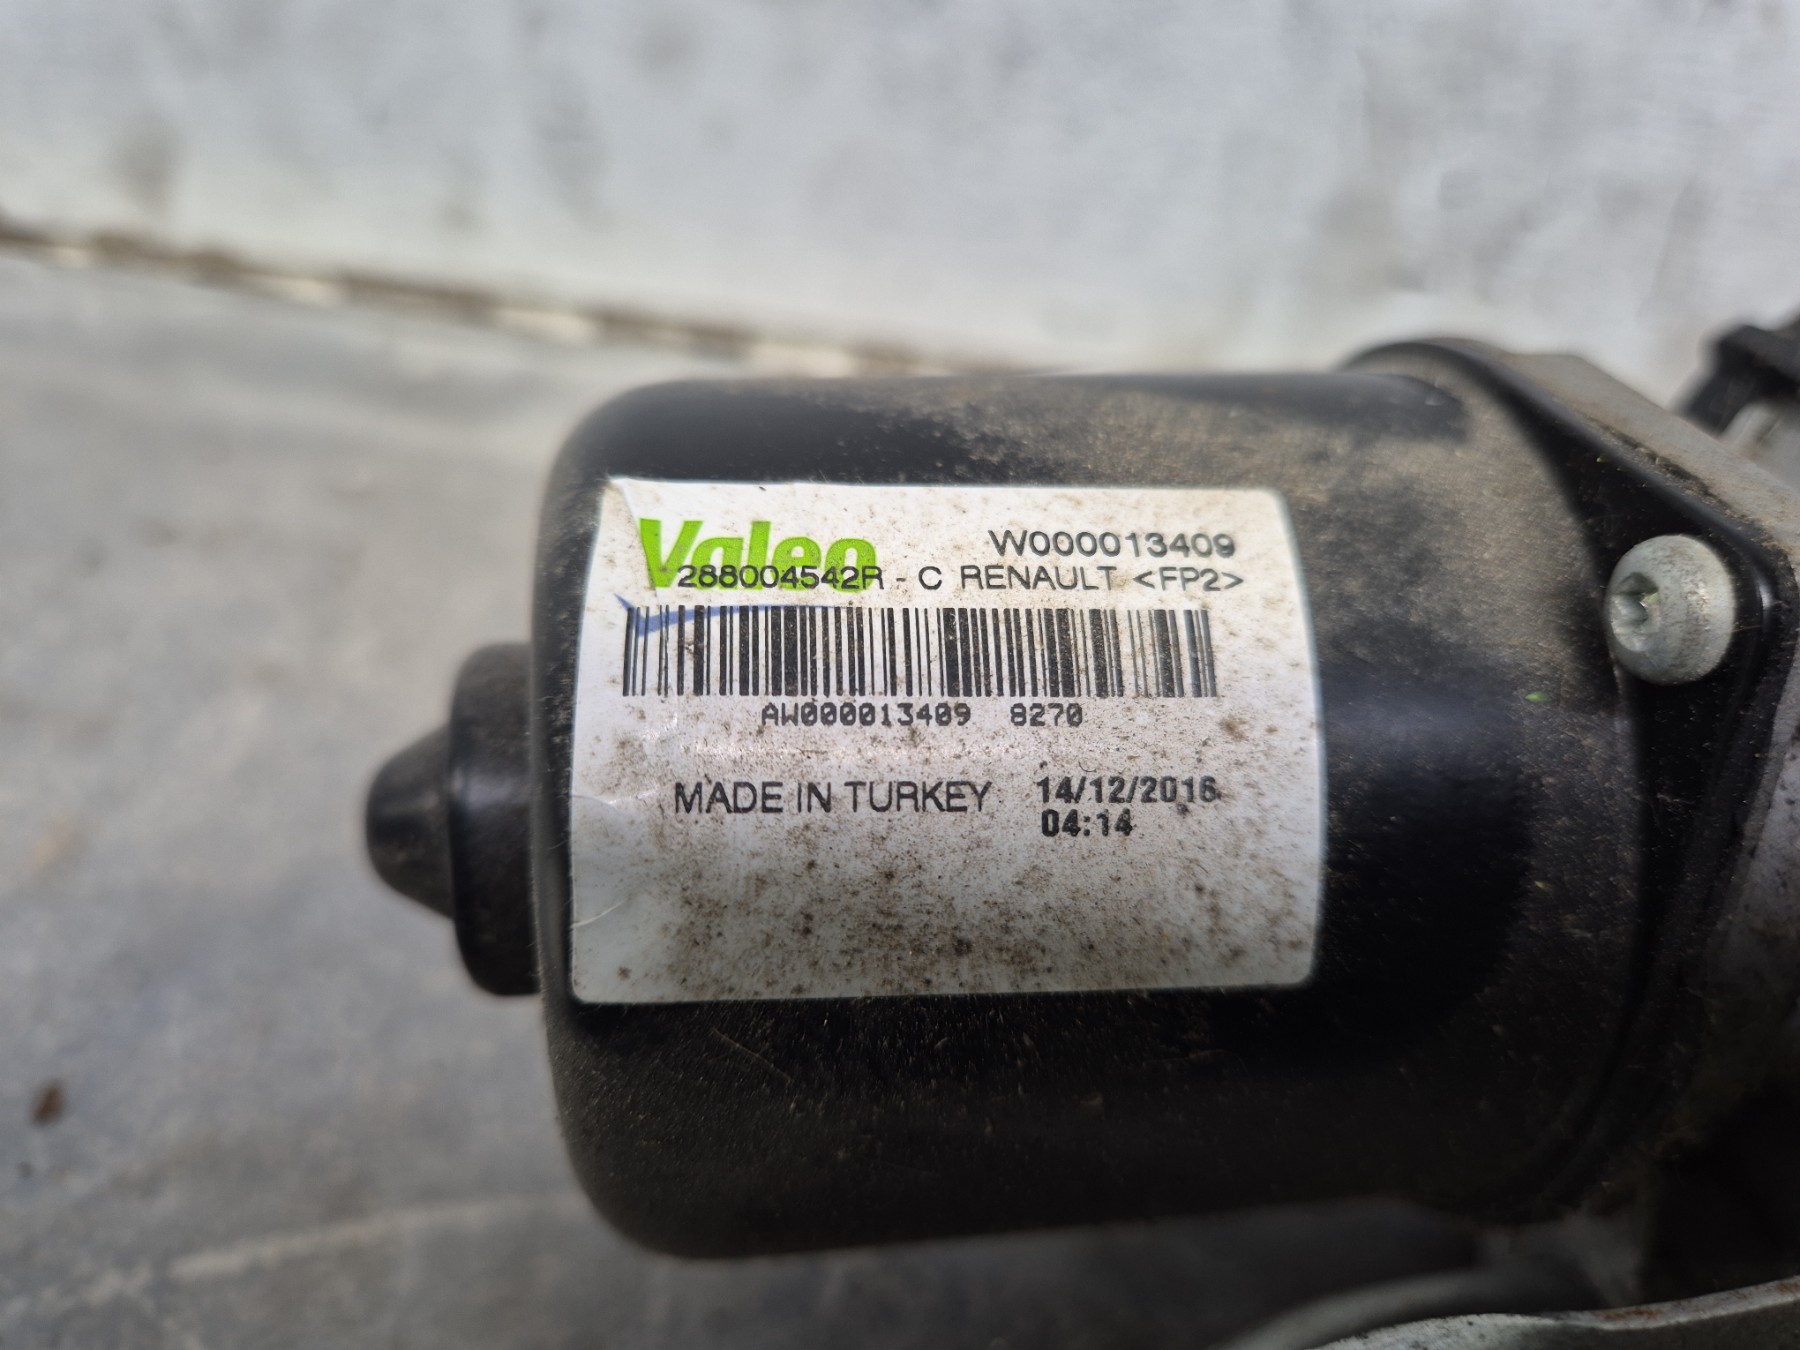 Valeo W000013409
288004542R - C RENAULT <FP2>
AW000013409 8270
MADE IN TURKEY 14/12/2016
04:14